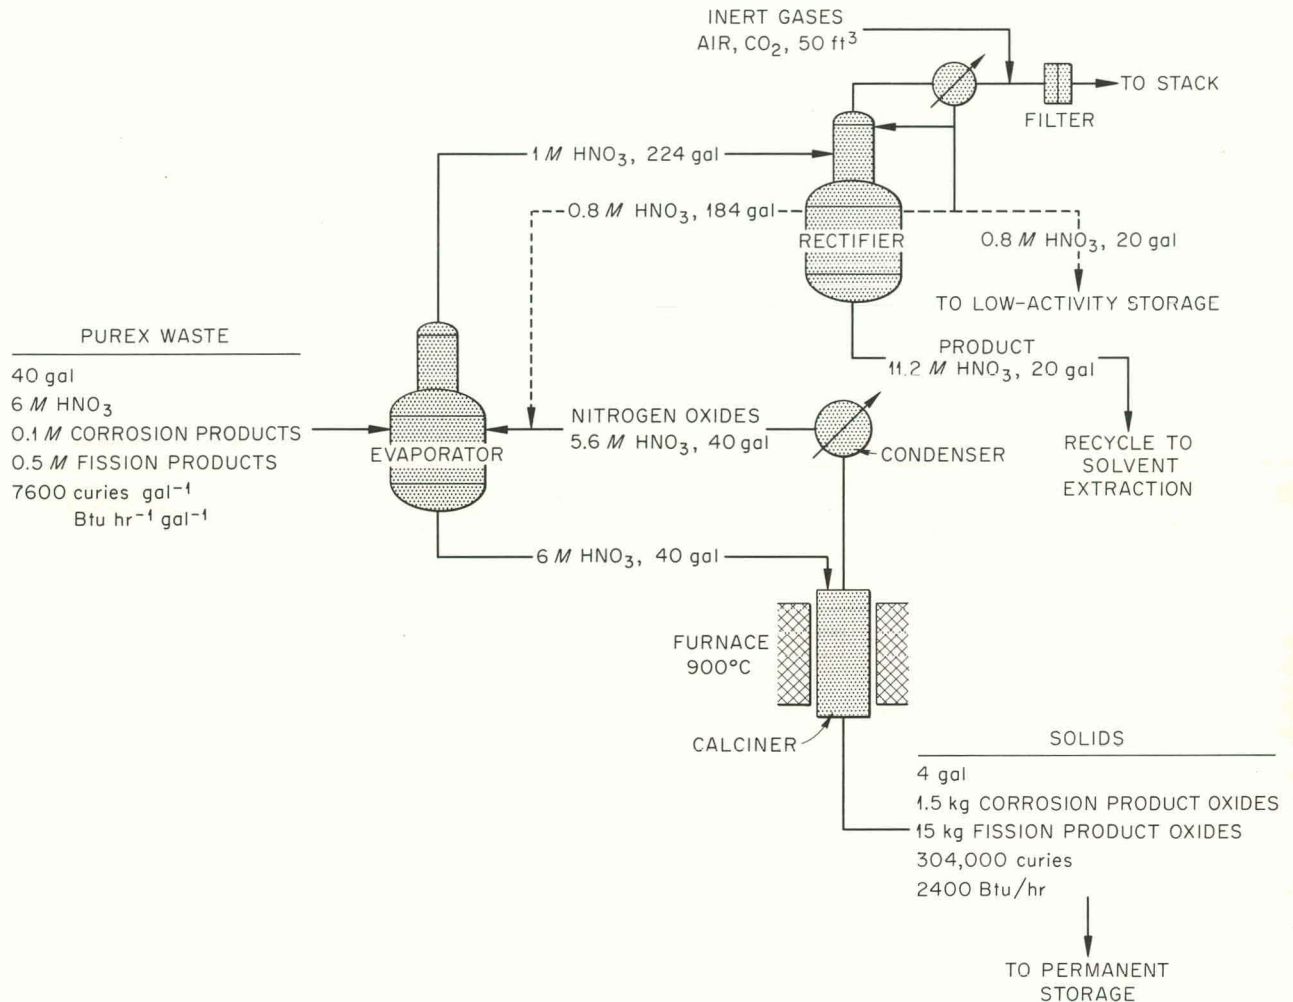 INERT GASES
AIR, CO₂, 50 ft³
TO STACK
FILTER
1 M HNO₃, 224 gal
0.8 M HNO₃, 184 gal
RECTIFIER
0.8 M HNO₃, 20 gal
TO LOW-ACTIVITY STORAGE
PRODUCT
11.2 M HNO₃, 20 gal
RECYCLE TO
SOLVENT
EXTRACTION
PUREX WASTE
40 gal
6 M HNO₃
0.1 M CORROSION PRODUCTS
0.5 M FISSION PRODUCTS
7600 curies gal⁻¹
Btu hr⁻¹ gal⁻¹
EVAPORATOR
NITROGEN OXIDES
5.6 M HNO₃, 40 gal
CONDENSER
6 M HNO₃, 40 gal
FURNACE
900°C
CALCINER
SOLIDS
4 gal
1.5 kg CORROSION PRODUCT OXIDES
15 kg FISSION PRODUCT OXIDES
304,000 curies
2400 Btu/hr
TO PERMANENT
STORAGE